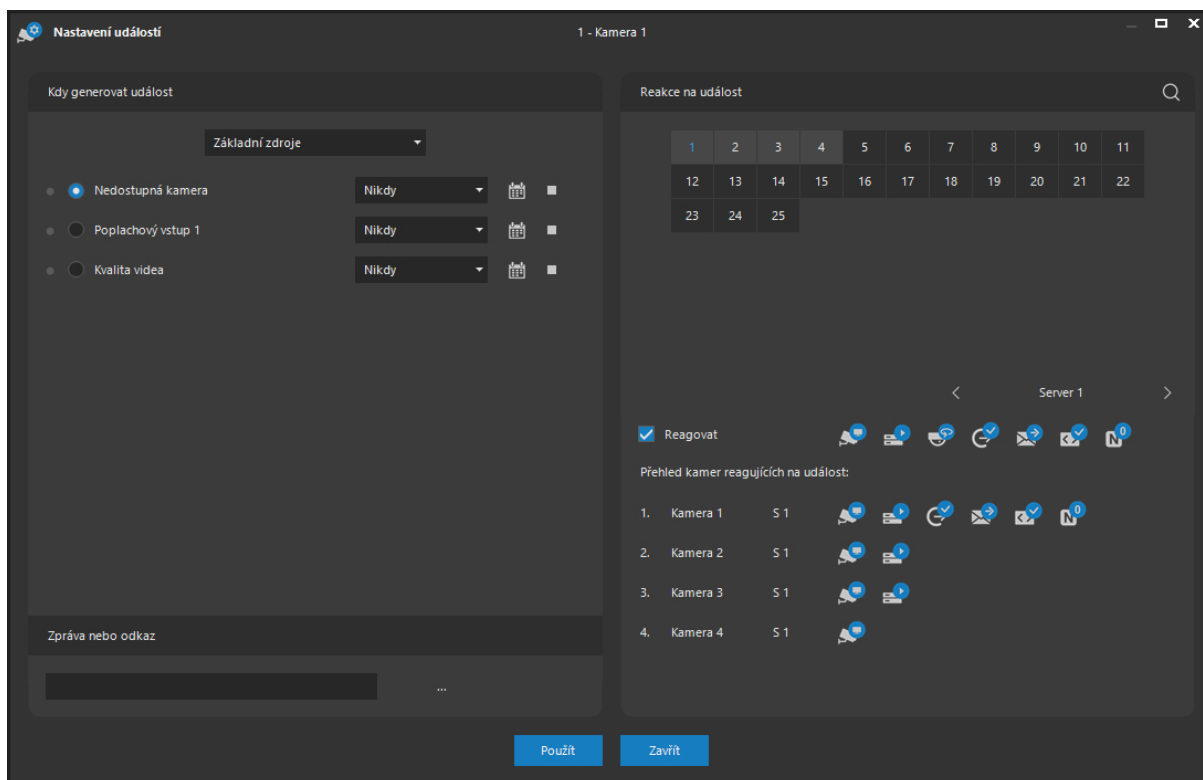 Nastavení událostí
1 - Kamera 1
Kdy generovat událost
Základní zdroje
Nedostupná kamera Nikdy
Poplachový vstup 1 Nikdy
Kvalita videa Nikdy
Zpráva nebo odkaz
...
Reakce na událost
1 2 3 4 5 6 7 8 9 10 11
12 13 14 15 16 17 18 19 20 21 22
23 24 25
Server 1
Reagovat N 0
Přehled kamer reagujících na událost:
1. Kamera 1 S 1 N 0
2. Kamera 2 S 1
3. Kamera 3 S 1
4. Kamera 4 S 1
Použít Zavřít